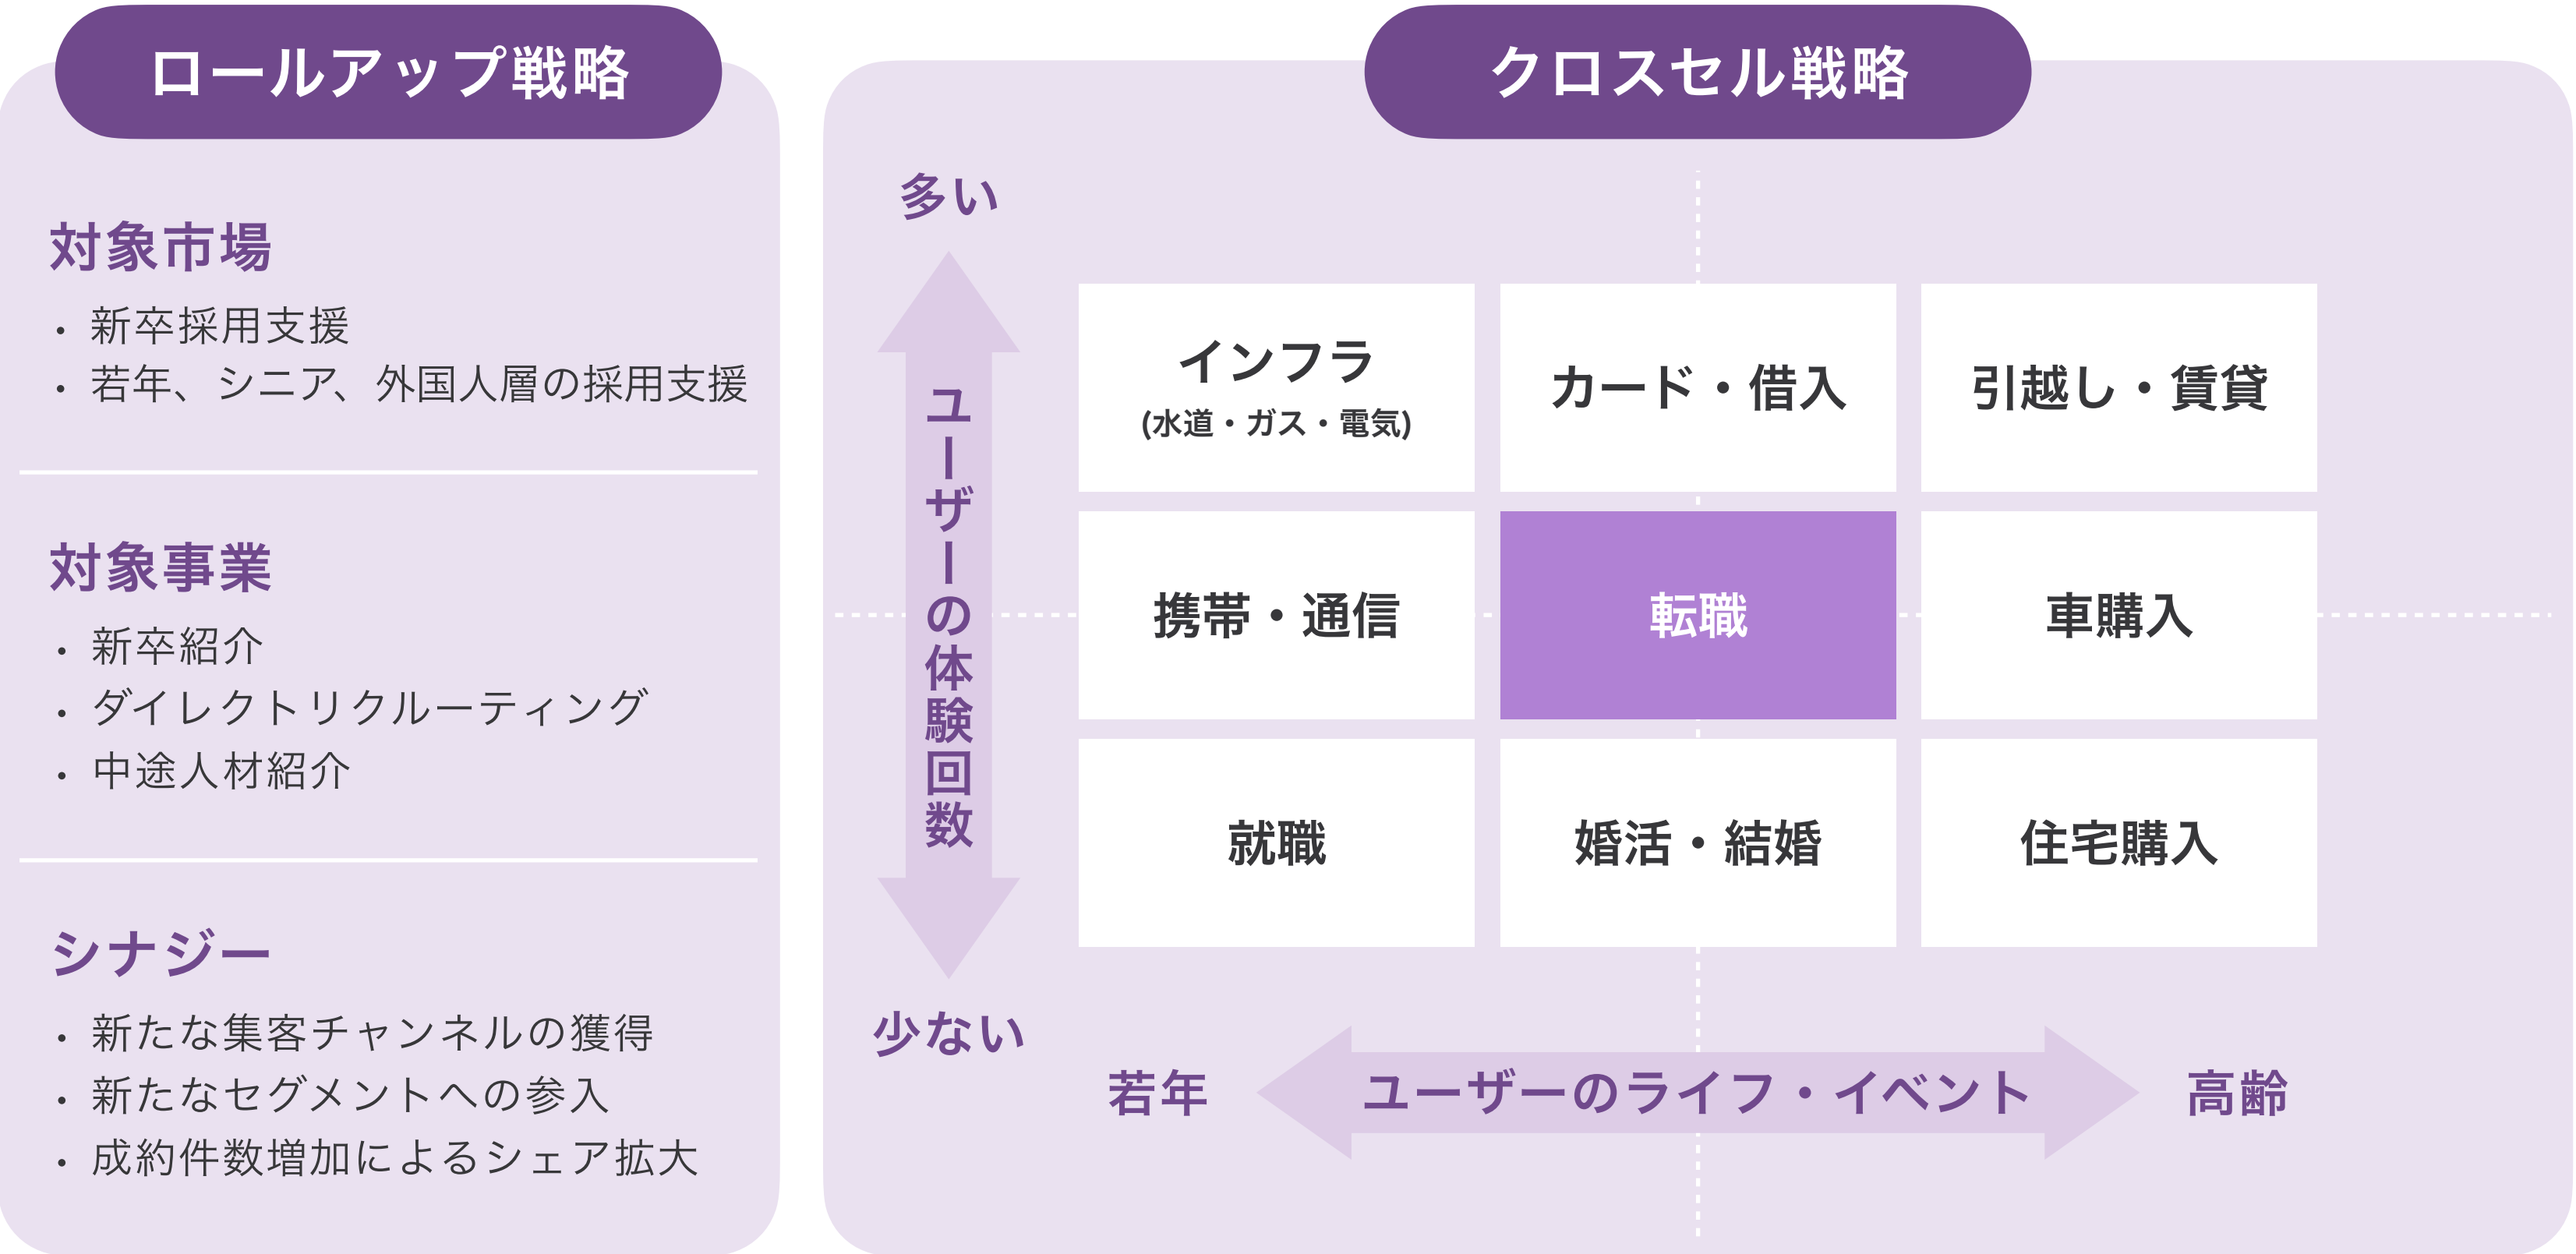 ロールアップ戦略
対象市場
・ 新卒採用支援
・ 若年、シニア、外国人層の採用支援
対象事業
・ 新卒紹介
・ ダイレクトリクルーティング
・ 中途人材紹介
シナジー
・ 新たな集客チャンネルの獲得
・ 新たなセグメントへの参入
・ 成約件数増加によるシェア拡大
クロスセル戦略
多い
ユーザーの体験回数
少ない
インフラ
(水道・ガス・電気)
カード・借入
引越し・賃貸
携帯・通信
転職
車購入
就職
婚活・結婚
住宅購入
若年
ユーザーのライフ・イベント
高齢